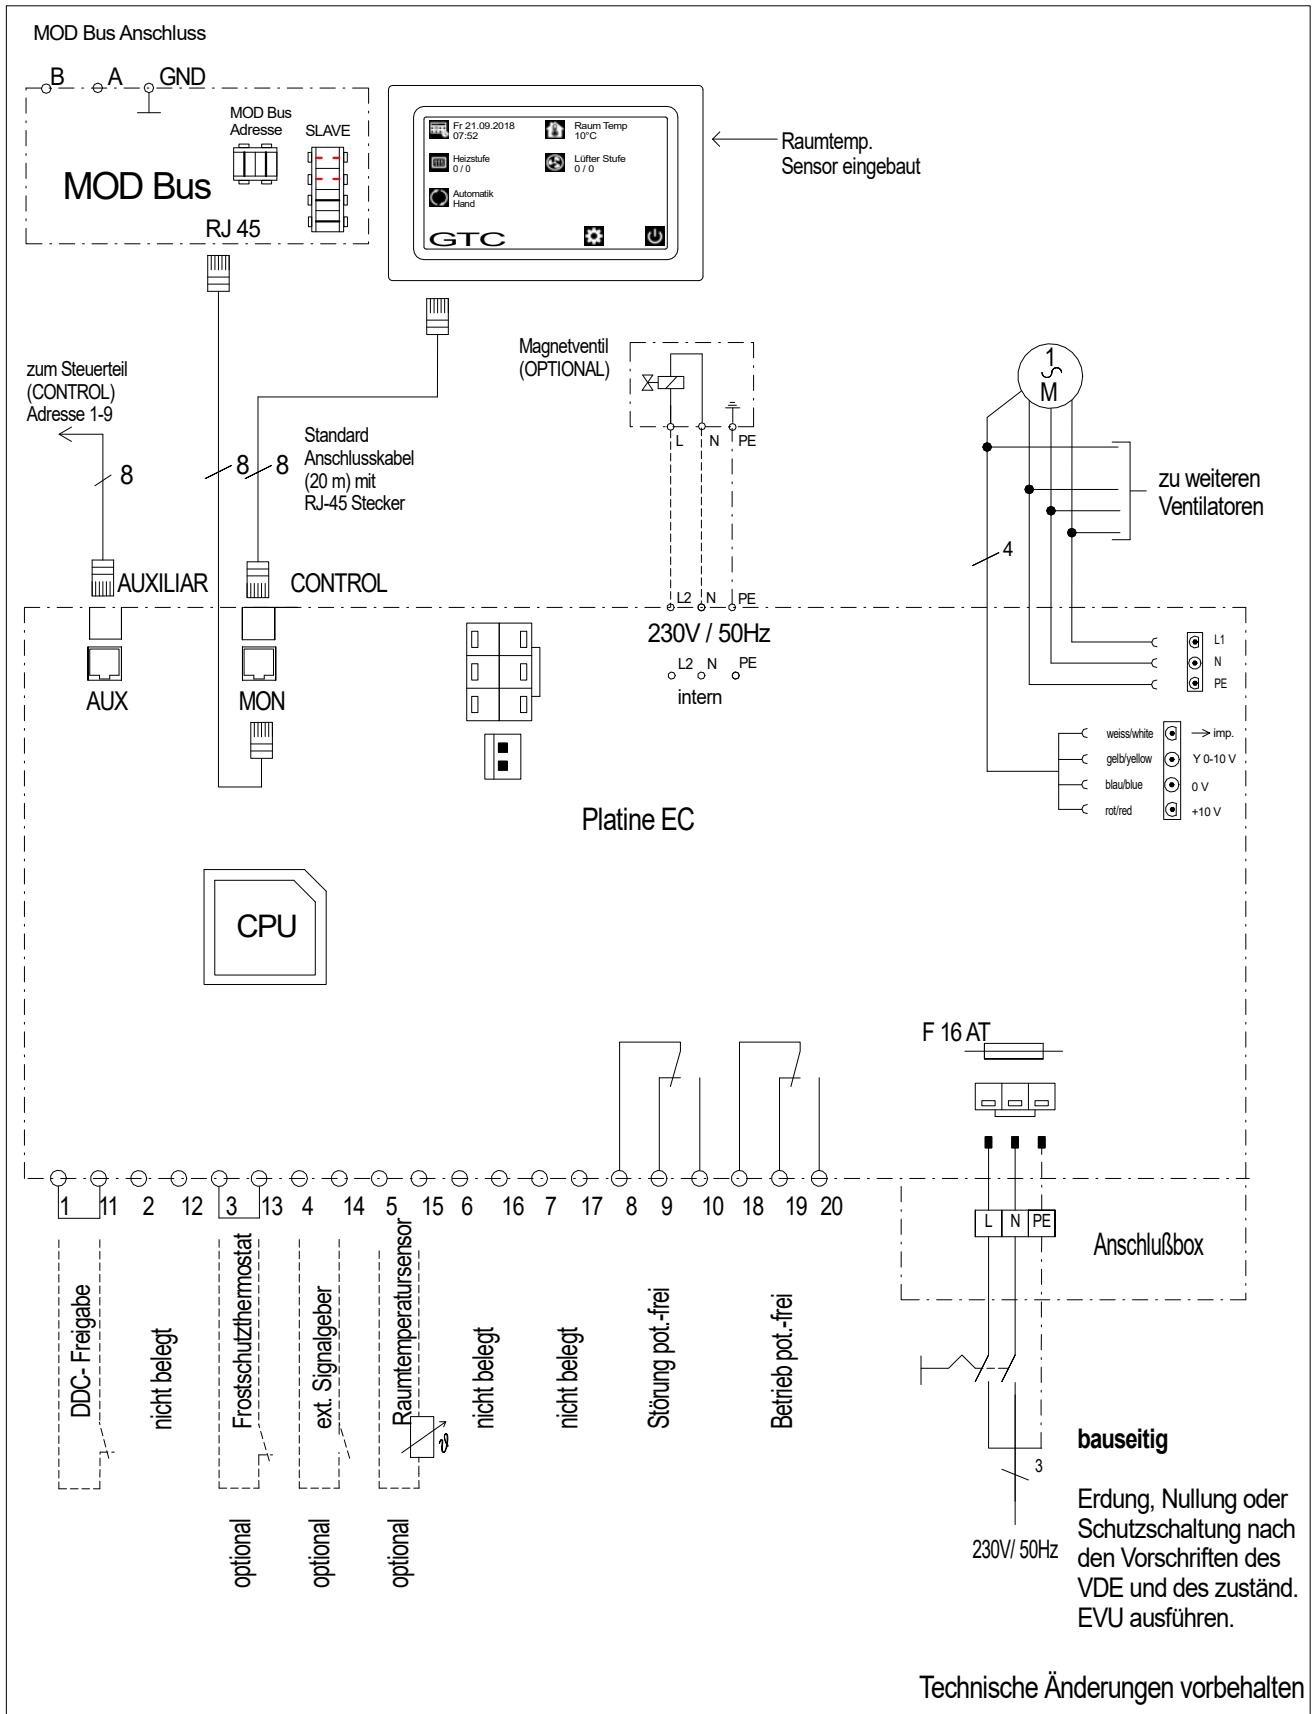 MOD Bus Anschluss
B A GND
MOD Bus
Adresse
SLAVE
MOD Bus
RJ 45
Fr 21.09.2018
07:52
Raum Temp
10°C
Heizstufe
0 / 0
Lüfter Stufe
0 / 0
Automatik
Hand
GTC
Raumtemp.
Sensor eingebaut
zum Steuerteil
(CONTROL)
Adresse 1-9
8
8
8
Standard
Anschlusskabel
(20 m) mit
RJ-45 Stecker
Magnetventil
(OPTIONAL)
L N PE
1
M
zu weiteren
Ventilatoren
4
AUXILIAR
CONTROL
AUX
MON
L2 N PE
230V / 50Hz
L2 N PE
intern
L1
N
PE
weiss/white
imp.
gelb/yellow
Y 0-10 V
blau/blue
0 V
rot/red
+10 V
Platine EC
CPU
F 16 AT
1 11 2 12 3 13 4 14 5 15 6 16 7 17 8 9 10 18 19 20
L N PE
Anschlußbox
DDC- Freigabe
nicht belegt
Frostschutzthermostat
ext. Signalgeber
Raumtemperatursensor
nicht belegt
nicht belegt
Störung pot.-frei
Betrieb pot.-frei
ϑ
optional
optional
optional
3
230V/ 50Hz
bauseitig
Erdung, Nullung oder
Schutzschaltung nach
den Vorschriften des
VDE und des zuständ.
EVU ausführen.
Technische Änderungen vorbehalten